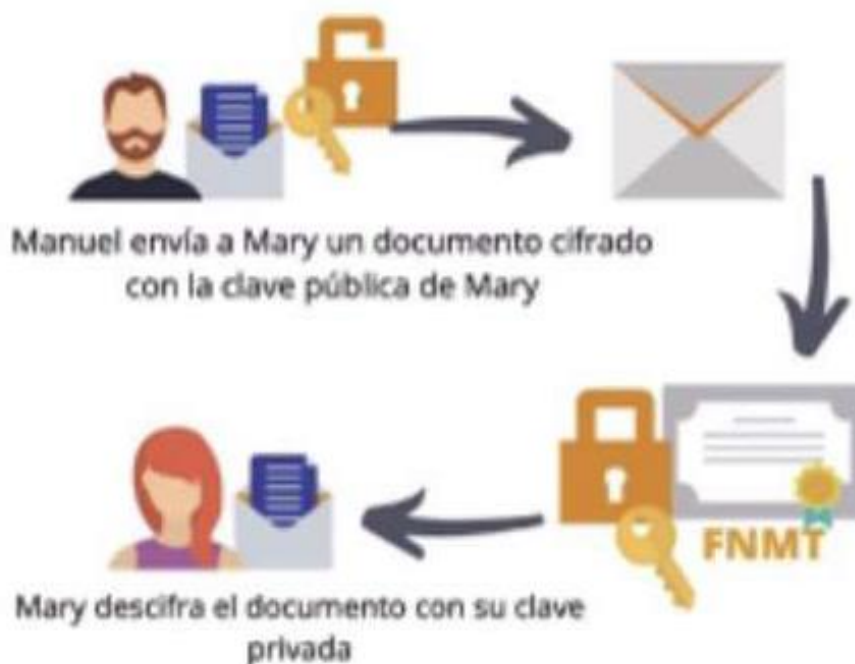 Manuel envía a Mary un documento cifrado
con la clave pública de Mary
FNMT
Mary descifra el documento con su clave
privada